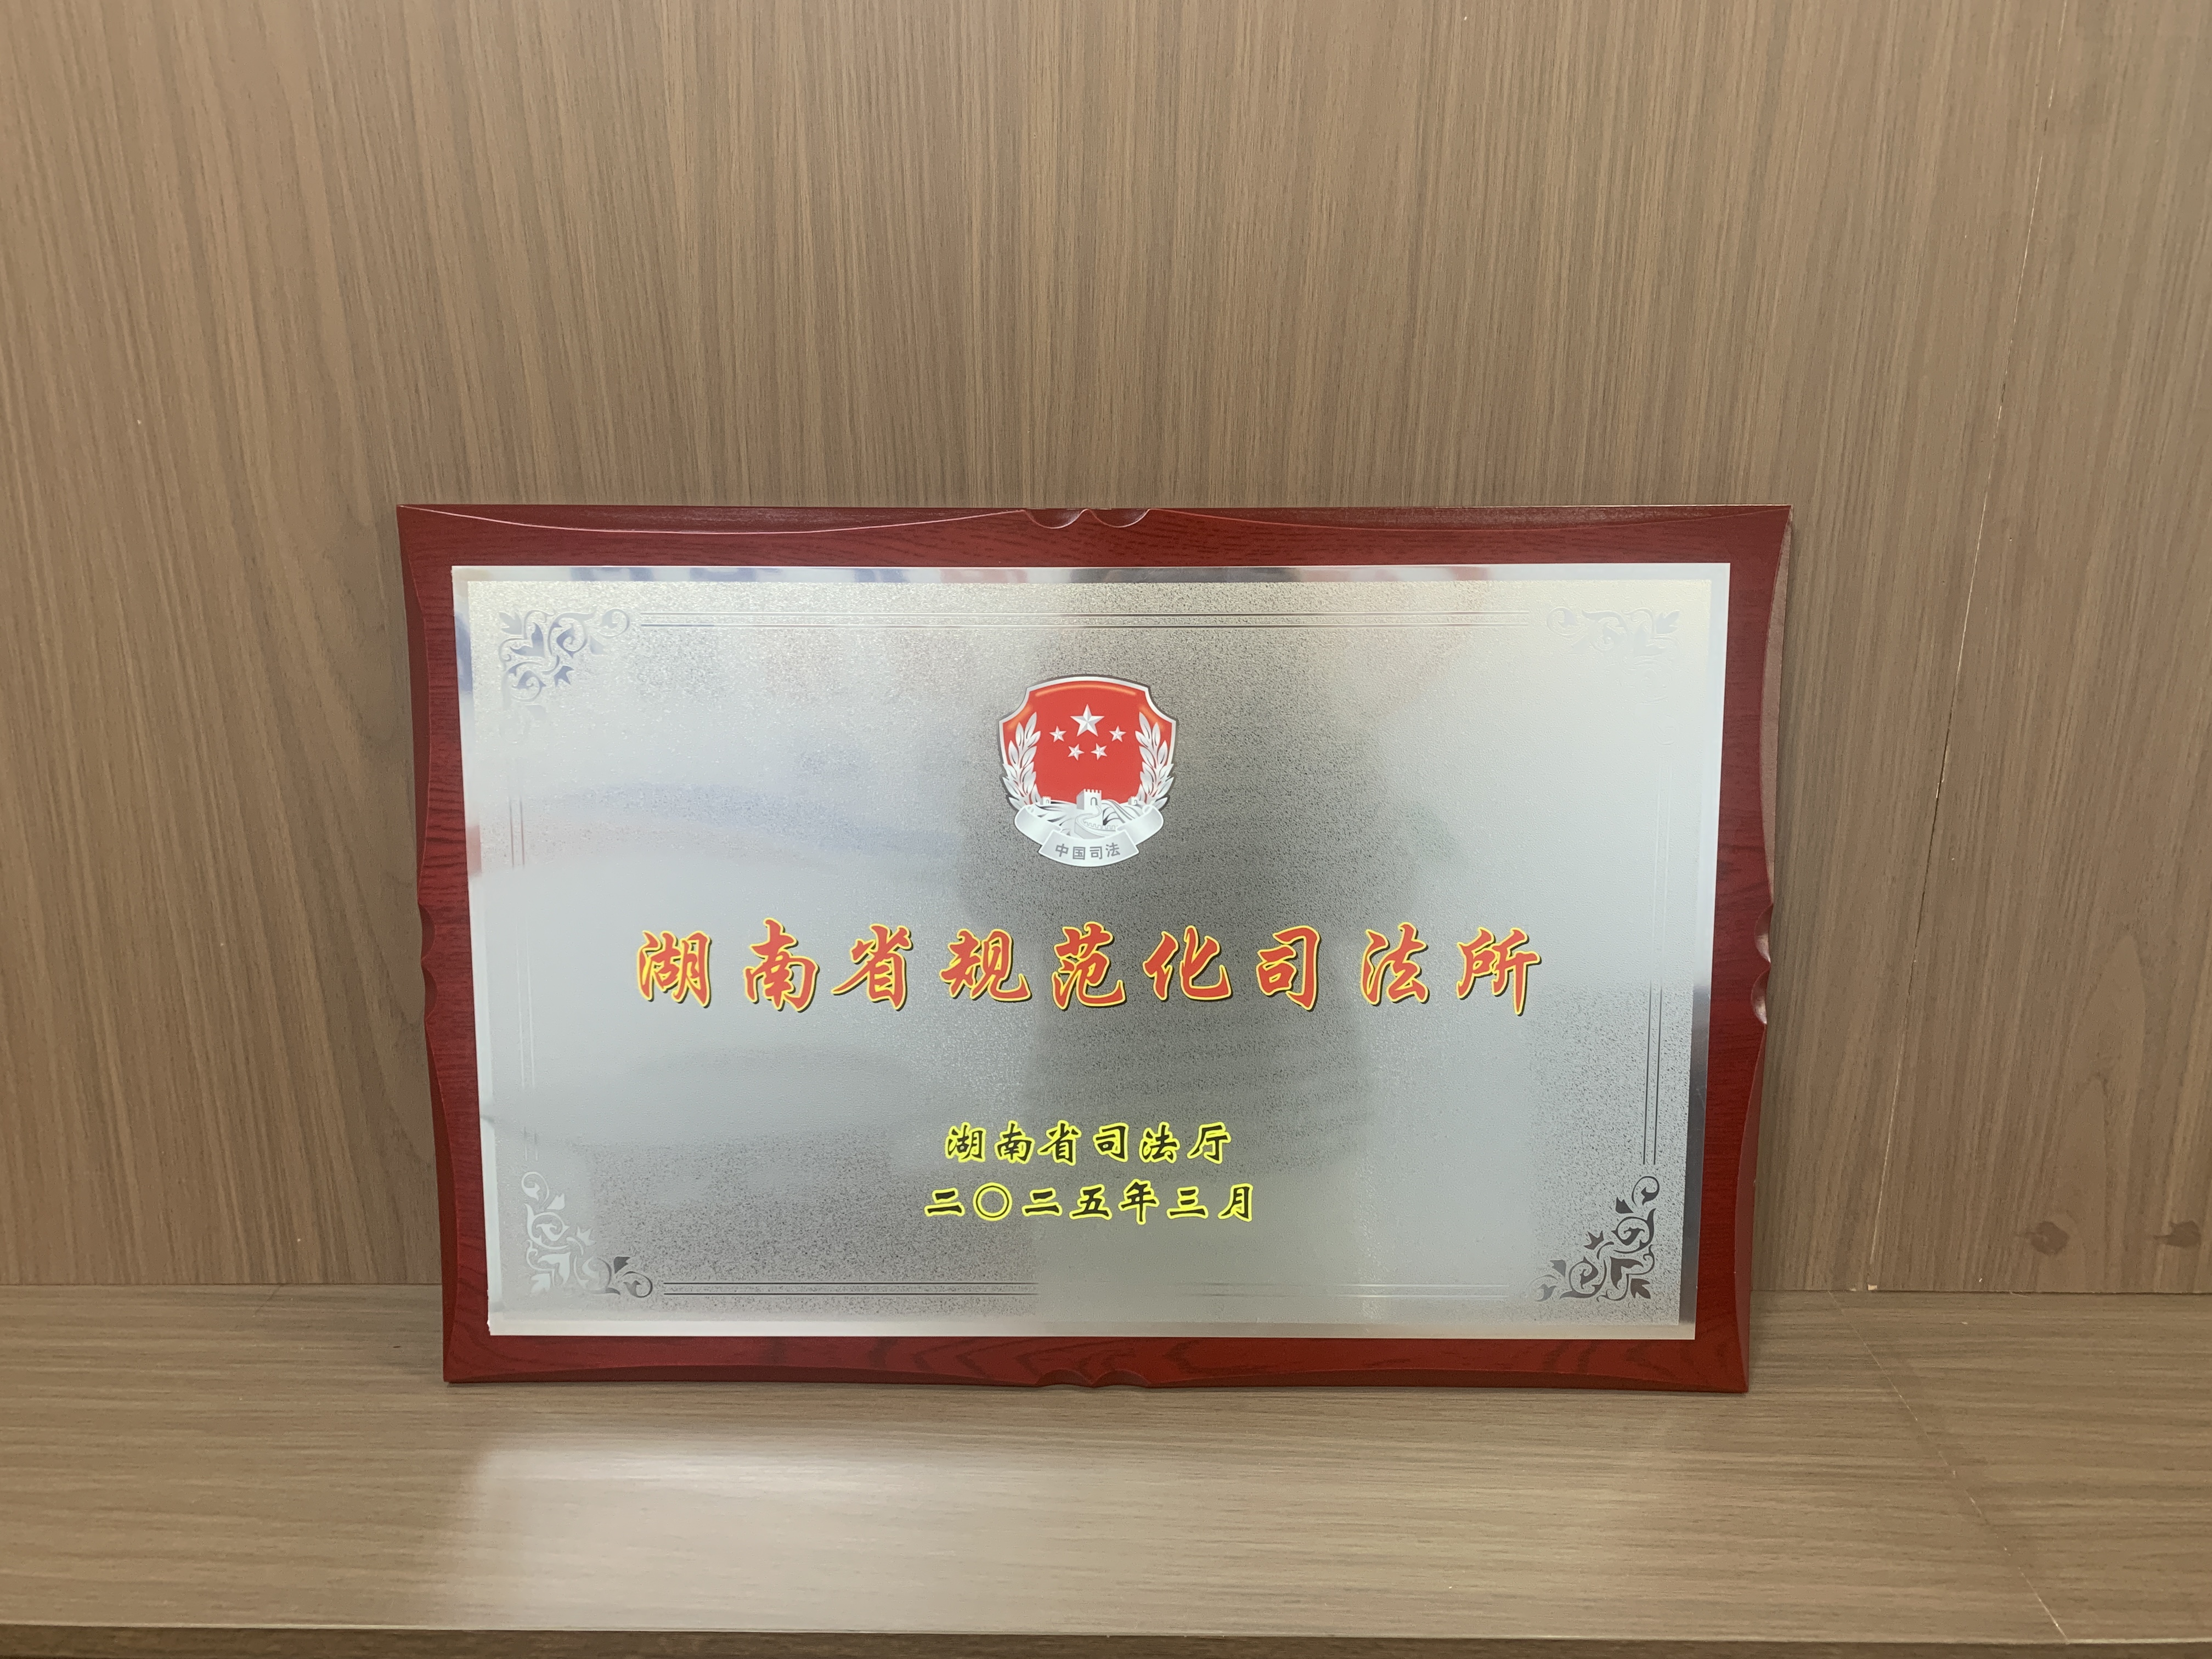 中国司法
湖南省规范化司法所
湖南省司法厅
二〇二五年三月